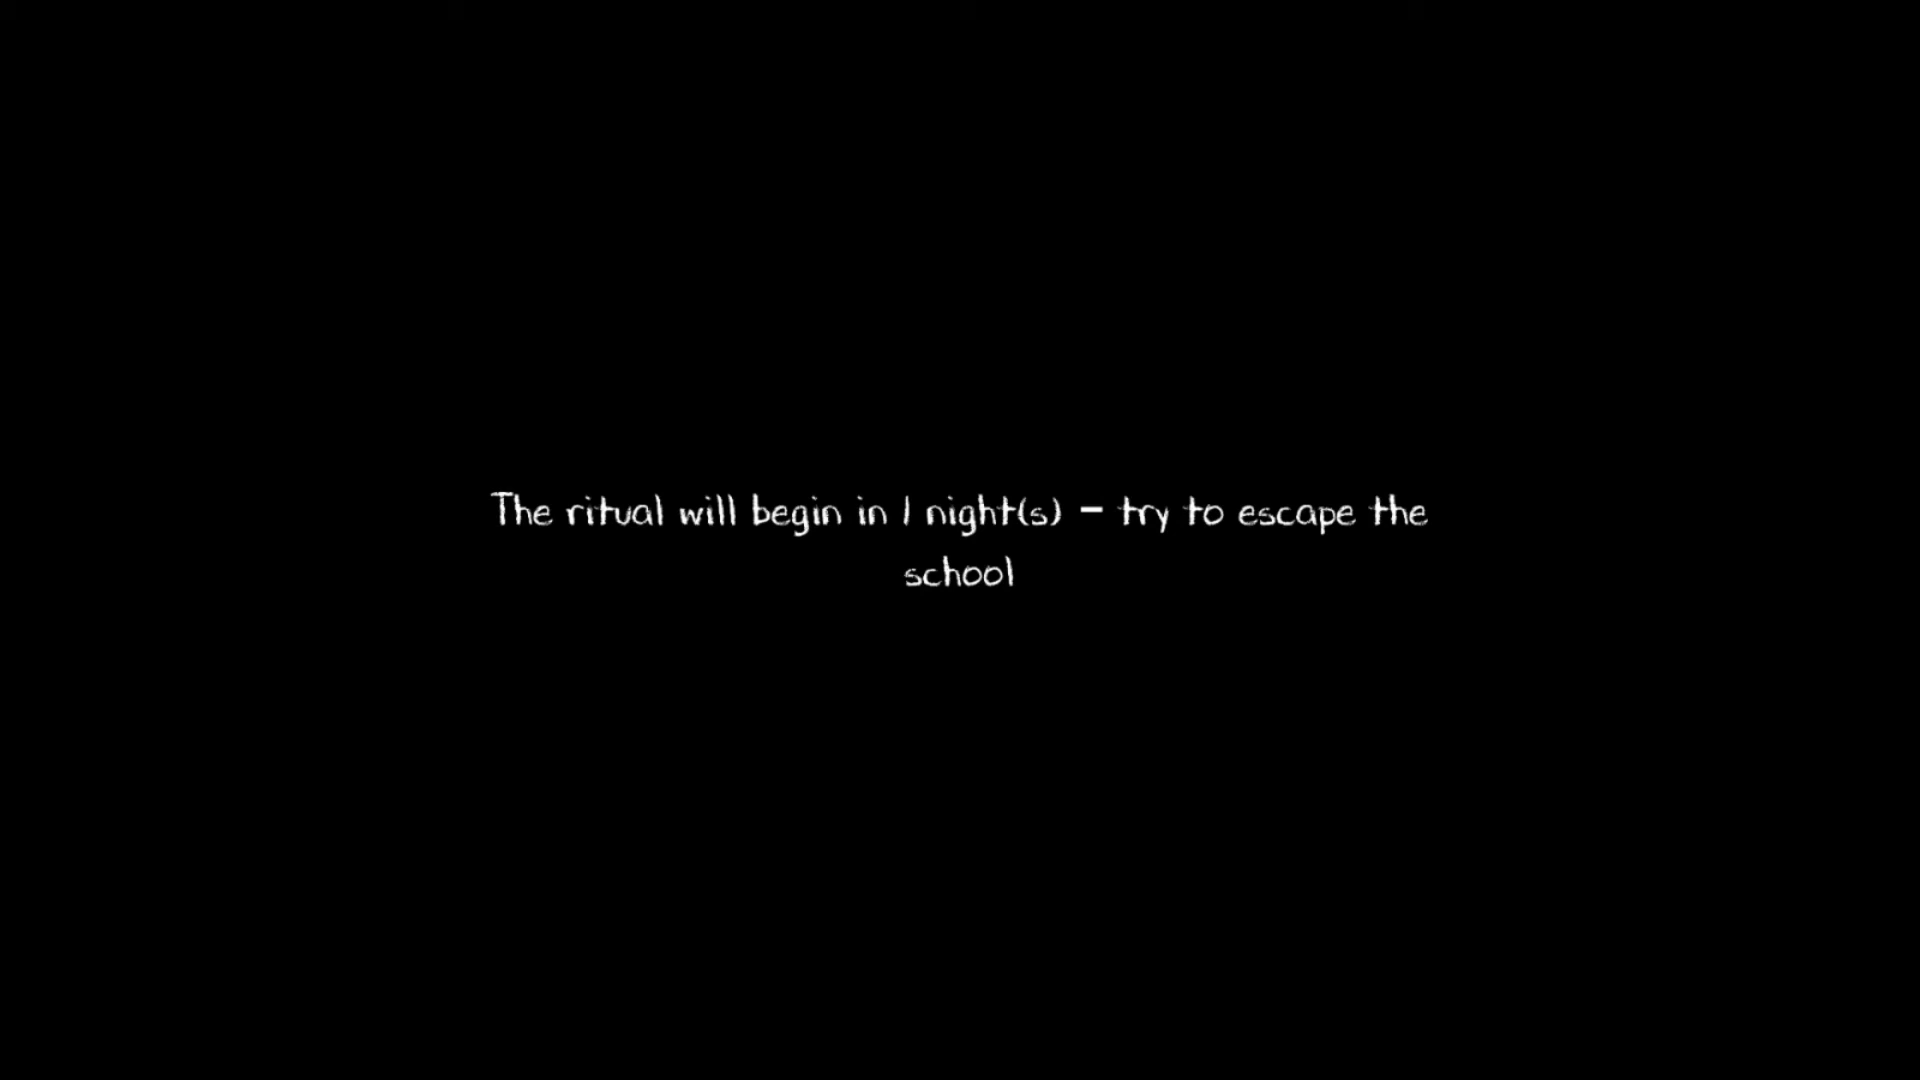 The ritual will begin in 1 night(s) - try to escape the
school